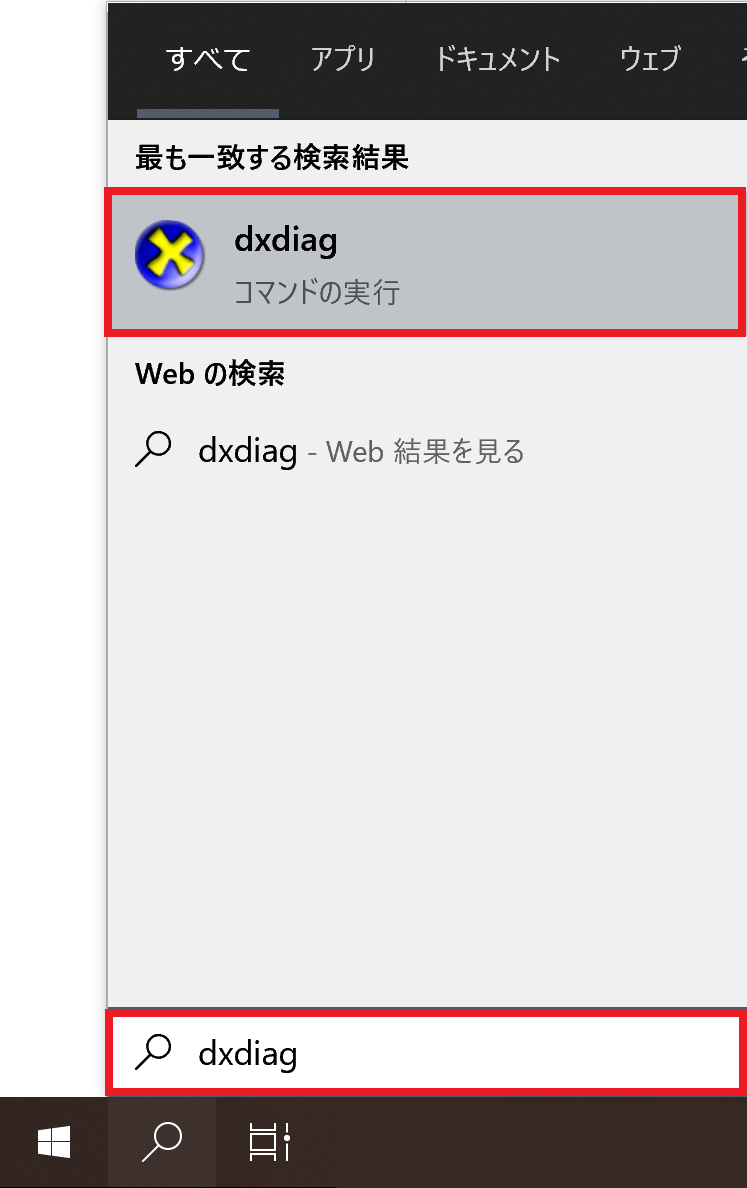 すべて アプリ ドキュメント ウェブ
最も一致する検索結果
dxdiag
コマンドの実行
Web の検索
dxdiag - Web 結果を見る
dxdiag